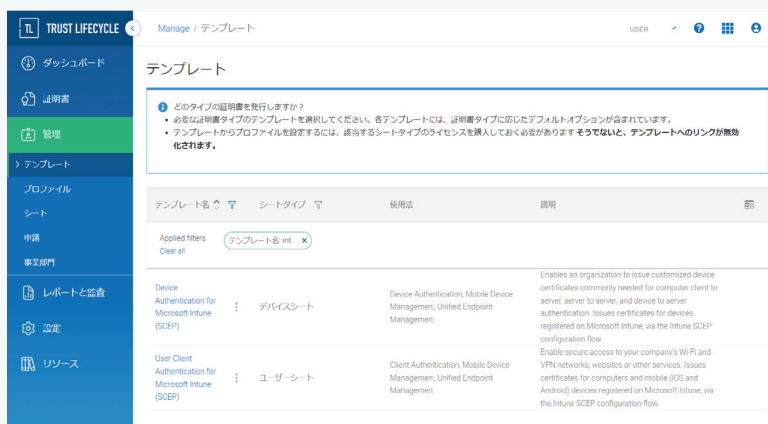 TL TRUST LIFECYCLE
Manage / テンプレート
USER
ダッシュボード
証明書
管理
テンプレート
プロファイル
シート
申請
事業部門
レポートと監査
設定
リソース
テンプレート
どのタイプの証明書を発行しますか？
• 必要な証明書タイプのテンプレートを選択してください。各テンプレートには、証明書タイプに応じたデフォルトオプションが含まれています。
• テンプレートからプロファイルを設定するには、該当するシートタイプのライセンスを購入しておく必要があります そうでないと、テンプレートへのリンクが無効
化されます。
テンプレート名 シートタイプ 使用法 説明
Applied filters
Clear all
テンプレート名: int x
Device
Authentication for
Microsoft Intune
(SCEP)
デバイスシート
Device Authentication, Mobile Device
Management, Unified Endpoint
Management
Enables an organization to issue customized device
certificates commonly needed for computer client to
server, server to server, and device to server
authentication. Issues certificates for devices
registered on Microsoft Intune, via the Intune SCEP
configuration flow.
User Client
Authentication for
Microsoft Intune
(SCEP)
ユーザーシート
Client Authentication, Mobile Device
Management, Unified Endpoint
Management
Enable secure access to your company's Wi-Fi and
VPN networks, websites or other services. Issues
certificates for computers and mobile (iOS and
Android) devices registered on Microsoft Intune, via
the Intune SCEP configuration flow.